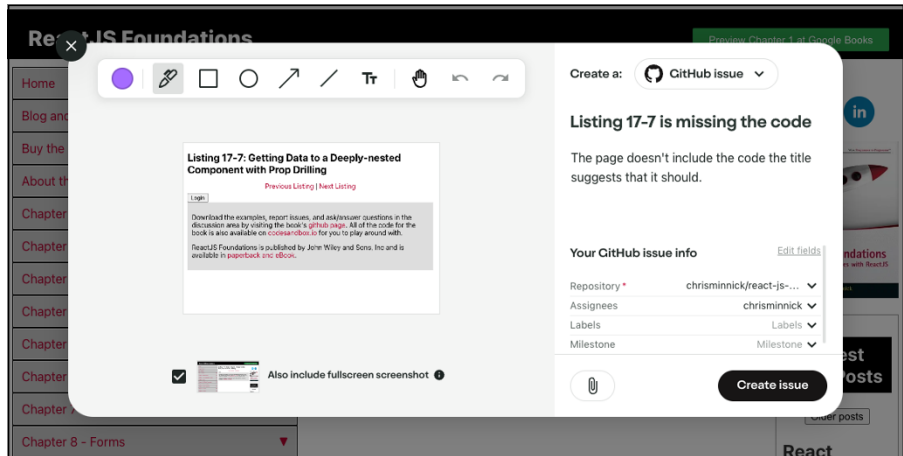 ReactJS Foundations
Preview Chapter 1 at Google Books
Home
Blog and
Buy the
About th
Chapter
Chapter
Chapter
Chapter
Chapter
Chapter
Chapter 7
Chapter 8 - Forms
TT
Listing 17-7: Getting Data to a Deeply-nested
Component with Prop Drilling
Previous Listing | Next Listing
Login
Download the examples, report issues, and ask/answer questions in the
discussion area by visiting the book's github page. All of the code for the
book is also available on codesandbox.io for you to play around with.
ReactJS Foundations is published by John Wiley and Sons, Inc and is
available in paperback and eBook.
Also include fullscreen screenshot
Create a:
GitHub issue
Listing 17-7 is missing the code
The page doesn't include the code the title
suggests that it should.
Your GitHub issue info
Edit fields
Repository *
chrisminnick/react-js-...
Assignees
chrisminnick
Labels
Labels
Milestone
Milestone
Create issue
in
ndations
es with ReactJS
est
Posts
Older posts
React